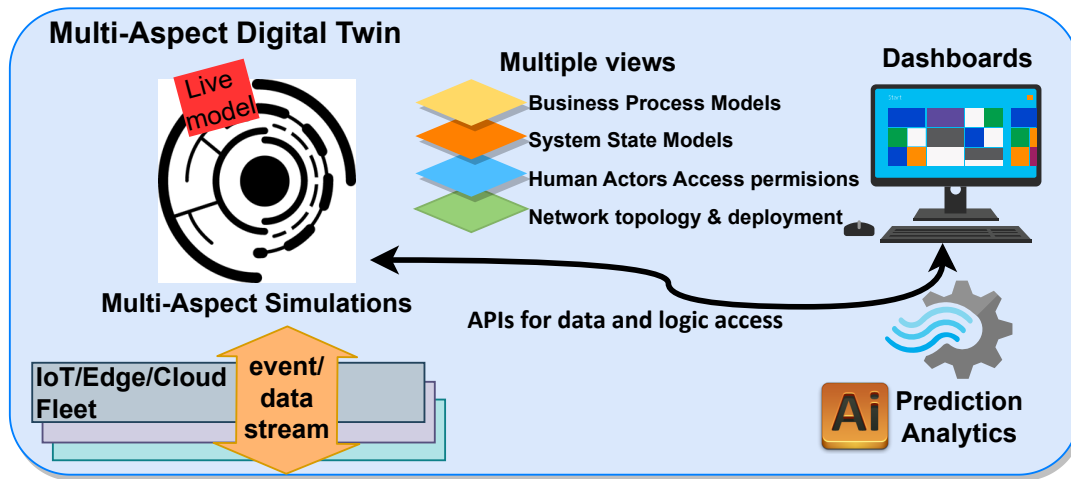 Multi-Aspect Digital Twin
Live
model
Multiple views
Business Process Models
System State Models
Human Actors Access permisions
Network topology & deployment
Dashboards
Start
Multi-Aspect Simulations
APIs for data and logic access
IoT/Edge/Cloud
Fleet
event/
data
stream
Ai
Prediction
Analytics